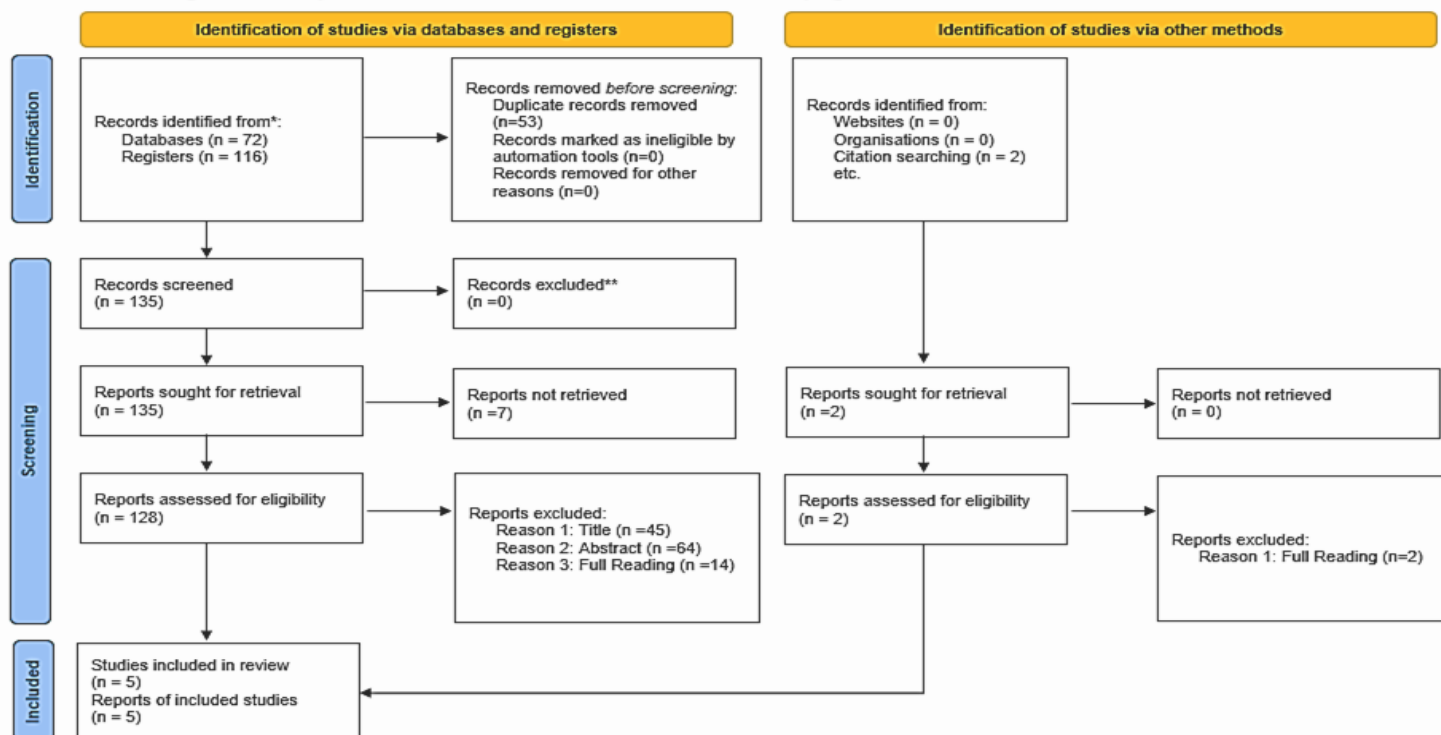 Identification of studies via databases and registers
Identification of studies via other methods
Identification
Records identified from*:
Databases (n = 72)
Registers (n = 116)
Records removed before screening:
Duplicate records removed
(n=53)
Records marked as ineligible by
automation tools (n=0)
Records removed for other
reasons (n=0)
Records identified from:
Websites (n = 0)
Organisations (n = 0)
Citation searching (n = 2)
etc.
Screening
Records screened
(n = 135)
Records excluded**
(n =0)
Reports sought for retrieval
(n = 135)
Reports not retrieved
(n =7)
Reports sought for retrieval
(n =2)
Reports not retrieved
(n = 0)
Reports assessed for eligibility
(n = 128)
Reports excluded:
Reason 1: Title (n =45)
Reason 2: Abstract (n =64)
Reason 3: Full Reading (n =14)
Reports assessed for eligibility
(n = 2)
Reports excluded:
Reason 1: Full Reading (n=2)
Included
Studies included in review
(n = 5)
Reports of included studies
(n = 5)